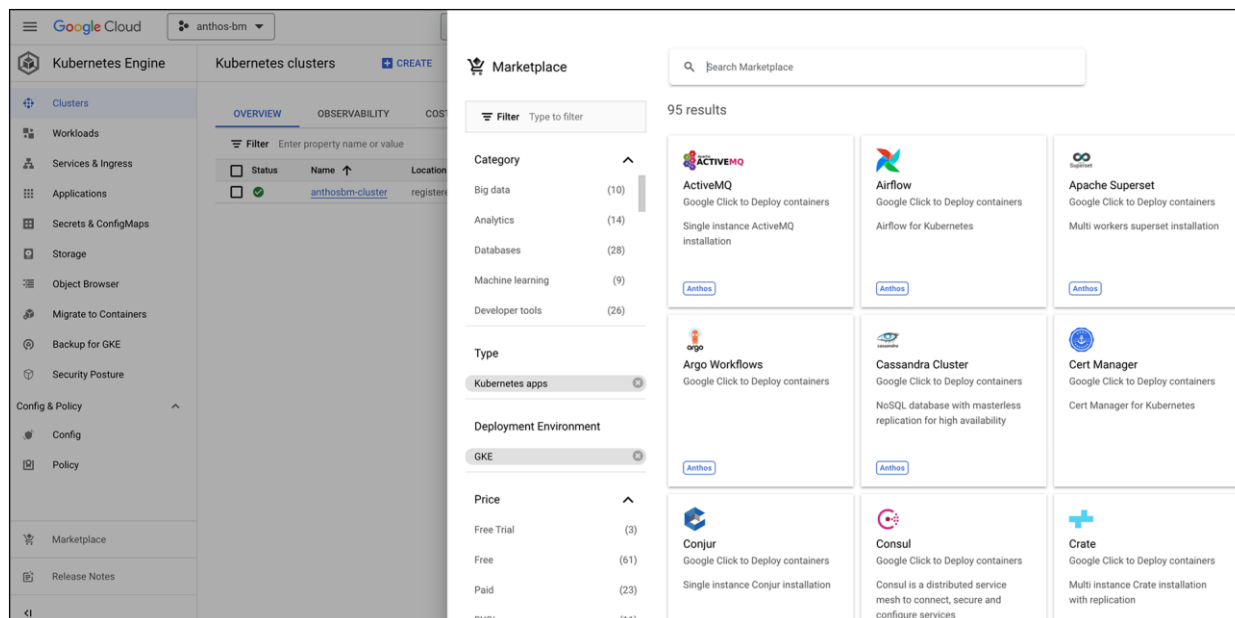 Google Cloud
anthos-bm
Kubernetes Engine
Clusters
Workloads
Services & Ingress
Applications
Secrets & ConfigMaps
Storage
Object Browser
Migrate to Containers
Backup for GKE
Security Posture
Config & Policy
Config
Policy
Marketplace
Release Notes
Kubernetes clusters
CREATE
OVERVIEW
OBSERVABILITY
Filter Enter property name or value
Status Name Location
anthosbm-cluster
Marketplace
Search Marketplace
Filter Type to filter
Category
Big data (10)
Analytics (14)
Databases (28)
Machine learning (9)
Developer tools (26)
Type
Kubernetes apps
Deployment Environment
GKE
Price
Free Trial (3)
Free (61)
Paid (23)
95 results
APACHE
ACTIVEMQ
ActiveMQ
Google Click to Deploy containers
Single instance ActiveMQ
installation
Anthos
Airflow
Google Click to Deploy containers
Airflow for Kubernetes
Anthos
Superset
Apache Superset
Google Click to Deploy containers
Multi workers superset installation
Anthos
argo
Argo Workflows
Google Click to Deploy containers
Anthos
cassandra
Cassandra Cluster
Google Click to Deploy containers
NoSQL database with masterless
replication for high availability
Anthos
Cert Manager
Google Click to Deploy containers
Cert Manager for Kubernetes
Conjur
Google Click to Deploy containers
Single instance Conjur installation
Consul
Google Click to Deploy containers
Consul is a distributed service
mesh to connect, secure and
configure services
Crate
Google Click to Deploy containers
Multi instance Crate installation
with replication